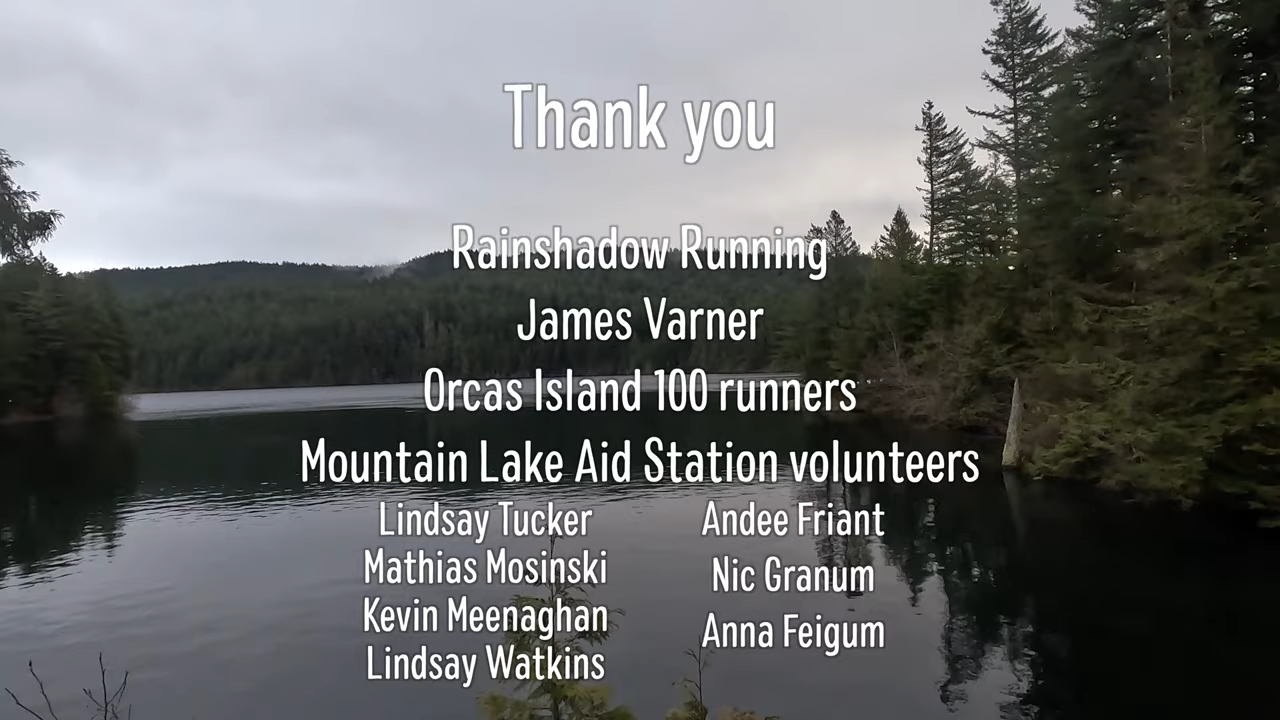 Thank you
Rainshadow Running
James Varner
Orcas Island 100 runners
Mountain Lake Aid Station volunteers
Lindsay Tucker
Mathias Mosinski
Kevin Meenaghan
Lindsay Watkins
Andee Friant
Nic Granum
Anna Feigum